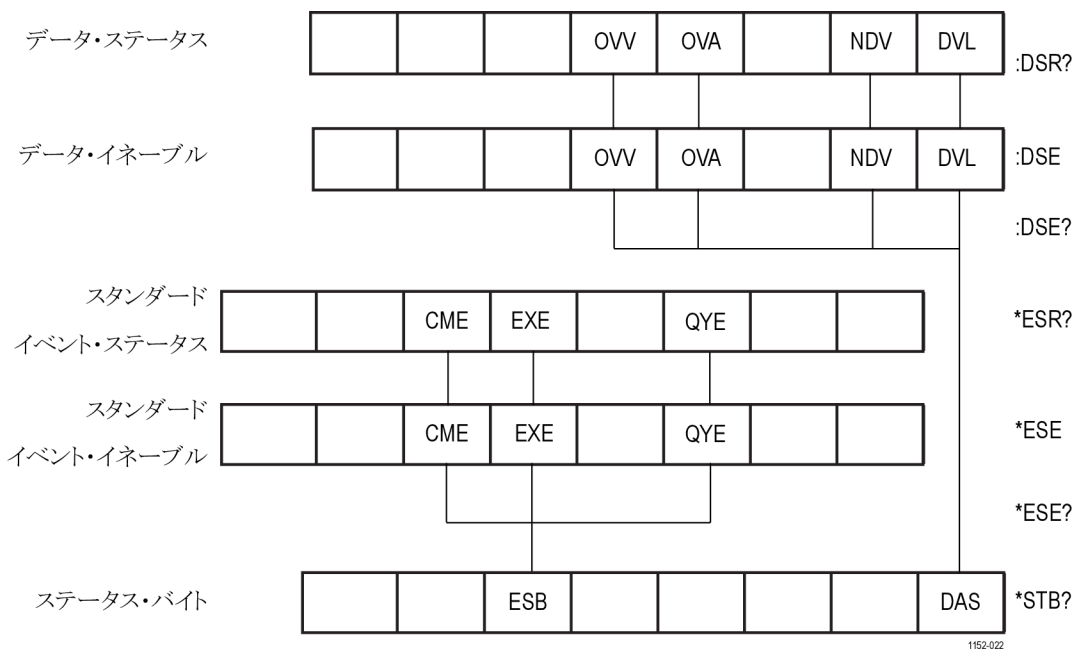 データ・ステータス
OVV OVA NDV DVL
:DSR?
データ・イネーブル
OVV OVA NDV DVL
:DSE
:DSE?
スタンダード
イベント・ステータス
CME EXE QYE
*ESR?
スタンダード
イベント・イネーブル
CME EXE QYE
*ESE
*ESE?
ステータス・バイト
ESB DAS
*STB?
1152-022